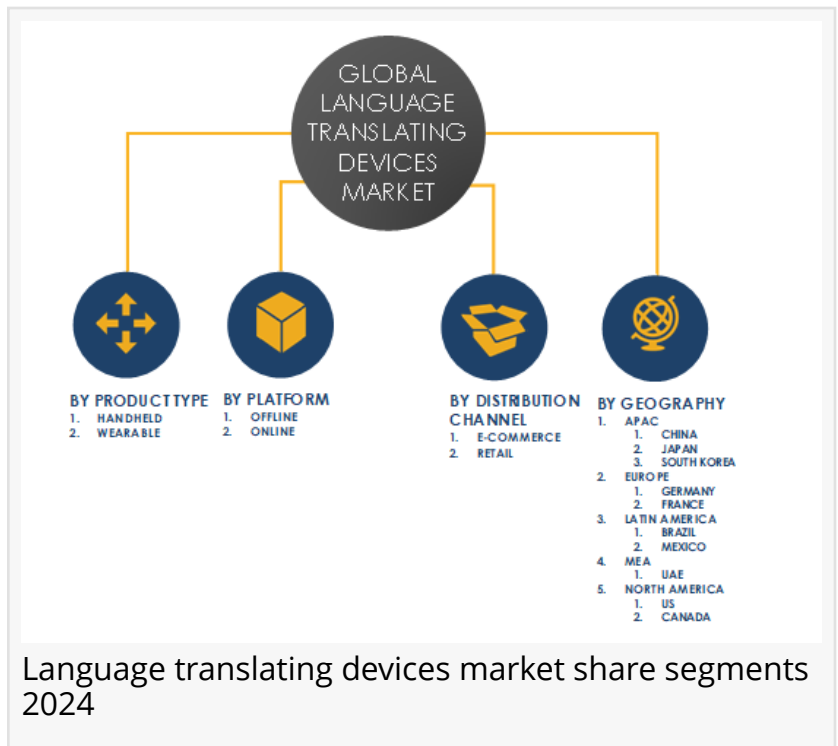 GLOBAL
LANGUAGE
TRANSLATING
DEVICES
MARKET
BY PRODUCT TYPE
1. HANDHELD
2. WEARABLE
BY PLATFORM
1. OFFLINE
2. ONLINE
BY DISTRIBUTION
CHANNEL
1. E-COMMERCE
2. RETAIL
BY GEOGRAPHY
1. APAC
1. CHINA
2. JAPAN
3. SOUTH KOREA
2. EUROPE
1. GERMANY
2. FRANCE
3. LATIN AMERICA
1. BRAZIL
2. MEXICO
4. MEA
1. UAE
5. NORTH AMERICA
1. US
2. CANADA
Language translating devices market share segments
2024